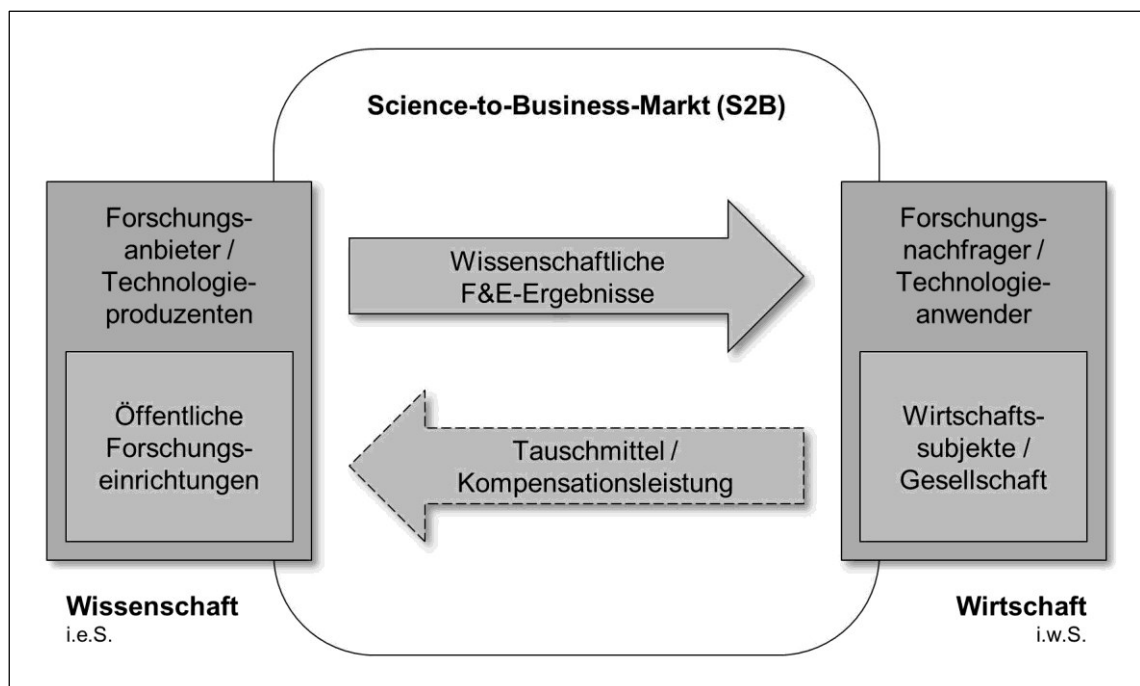 Science-to-Business-Markt (S2B)
Forschungs-
anbieter /
Technologie-
produzenten
Öffentliche
Forschungs-
einrichtungen
Wissenschaft
i.e.S.
Wissenschaftliche
F&E-Ergebnisse
Tauschmittel /
Kompensationsleistung
Forschungs-
nachfrager /
Technologie-
anwender
Wirtschafts-
subjekte /
Gesellschaft
Wirtschaft
i.w.S.